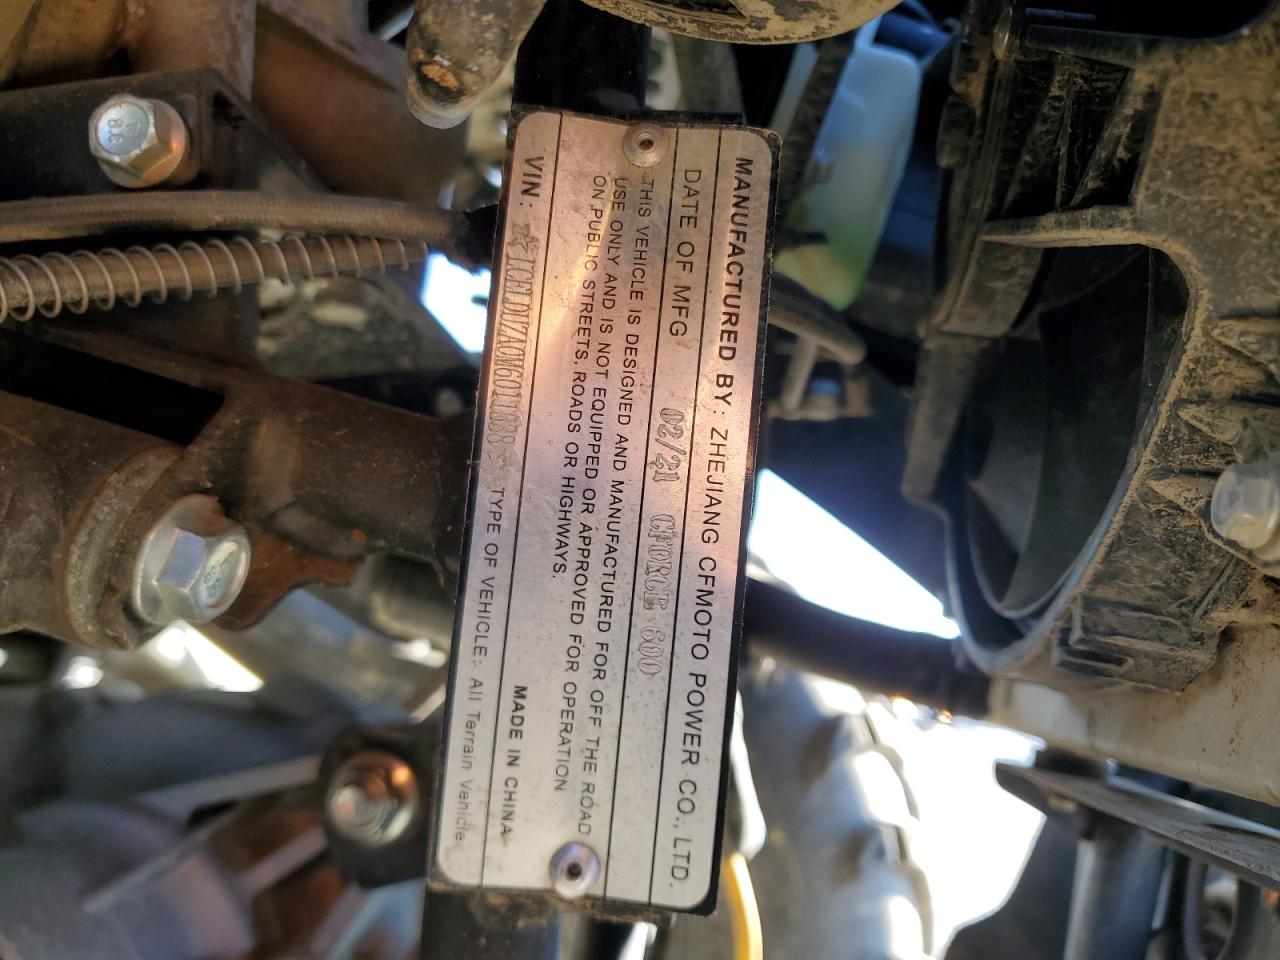 MANUFACTURED BY: ZHEJIANG CFMOTO POWER CO., LTD.
DATE OF MFG 02/21 CFORCE 600
THIS VEHICLE IS DESIGNED AND MANUFACTURED FOR OFF THE ROAD
USE ONLY AND IS NOT EQUIPPED OR APPROVED FOR OPERATION
ON PUBLIC STREETS, ROADS OR HIGHWAYS.
MADE IN CHINA
VIN: TYPE OF VEHICLE: All Terrain Vehicle